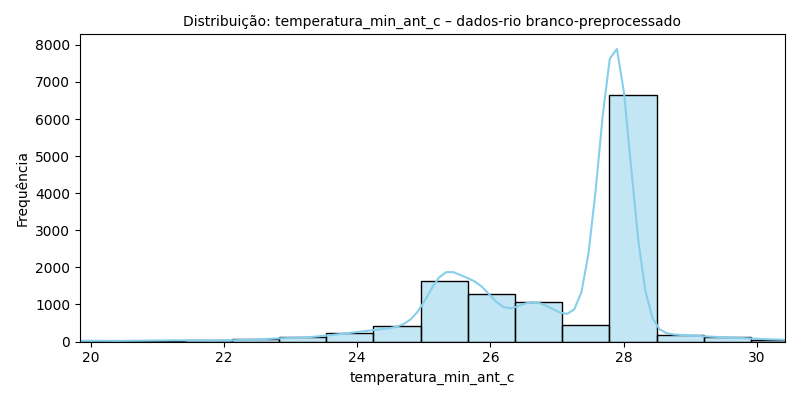 Distribuição: temperatura_min_ant_c – dados-rio branco-preprocessado
Frequência
8000
7000
6000
5000
4000
3000
2000
1000
0
20 22 24 26 28 30
temperatura_min_ant_c